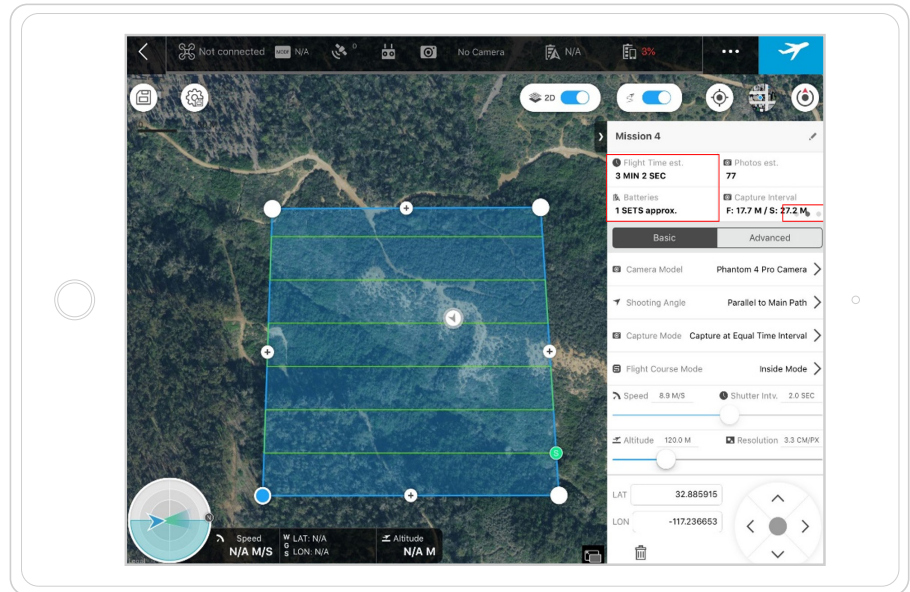 Not connected MODE N/A 0 No Camera N/A 3%
2D
Mission 4
Flight Time est. Photos est.
3 MIN 2 SEC 77
Batteries Capture Interval
1 SETS approx. F: 17.7 M / S: 27.2 M
Basic Advanced
Camera Model Phantom 4 Pro Camera
Shooting Angle Parallel to Main Path
Capture Mode Capture at Equal Time Interval
Flight Course Mode Inside Mode
Speed 8.9 M/S Shutter Intv. 2.0 SEC
Altitude 120.0 M Resolution 3.3 CM/PX
S
LAT 32.885915
LON -117.236653
N
Speed W G S LAT: N/A Altitude
N/A M/S LON: N/A N/A M